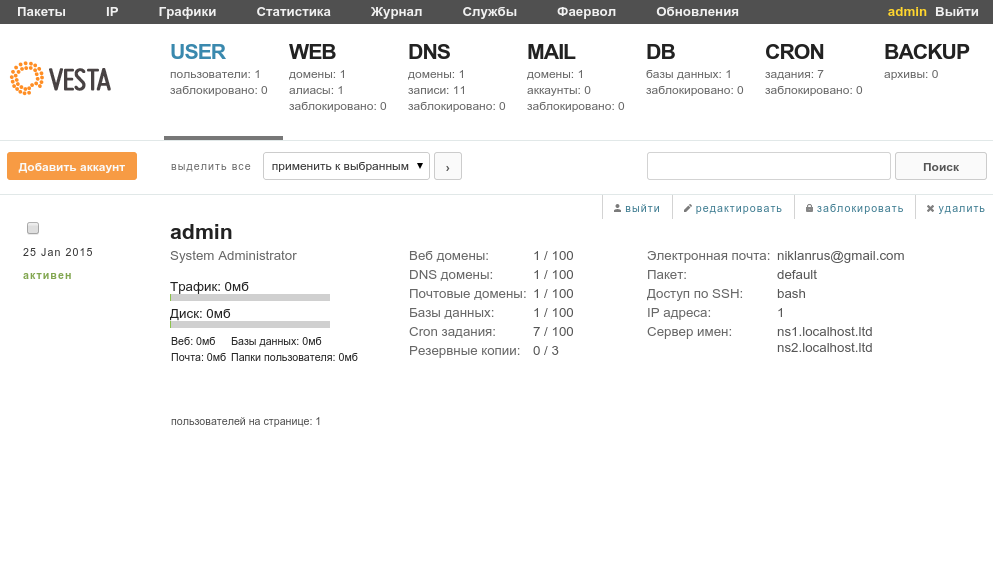 Пакеты IP Графики Статистика Журнал Службы Фаервол Обновления admin Выйти
VESTA
USER WEB DNS MAIL DB CRON BACKUP
пользователи: 1 домены: 1 домены: 1 домены: 1 базы данных: 1 задания: 7 архивы: 0
заблокировано: 0 алиасы: 1 записи: 11 аккаунты: 0 заблокировано: 0 заблокировано: 0
заблокировано: 0 заблокировано: 0 заблокировано: 0
Добавить аккаунт выделить все применить к выбранным › Поиск
выйти редактировать заблокировать удалить
admin
25 Jan 2015 System Administrator Веб домены: 1 / 100 Электронная почта: niklanrus@gmail.com
активен DNS домены: 1 / 100 Пакет: default
Трафик: 0мб Почтовые домены: 1 / 100 Доступ по SSH: bash
Диск: 0мб Базы данных: 1 / 100 IP адреса: 1
Cron задания: 7 / 100 Сервер имен: ns1.localhost.ltd
Веб: 0мб Базы данных: 0мб Резервные копии: 0 / 3 ns2.localhost.ltd
Почта: 0мб Папки пользователя: 0мб
пользователей на странице: 1